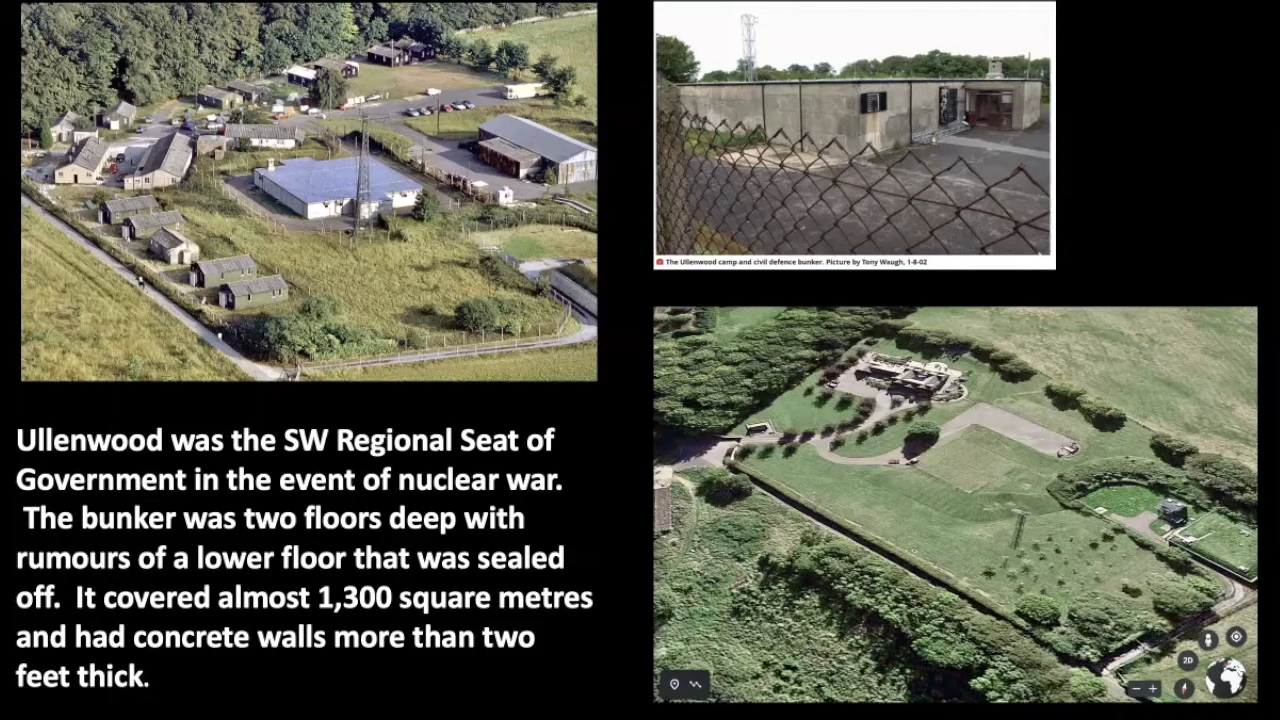 The Ullenwood camp and civil defence bunker. Picture by Tony Waugh, 1-8-02
Ullenwood was the SW Regional Seat of
Government in the event of nuclear war.
The bunker was two floors deep with
rumours of a lower floor that was sealed
off.  It covered almost 1,300 square metres
and had concrete walls more than two
feet thick.
2D